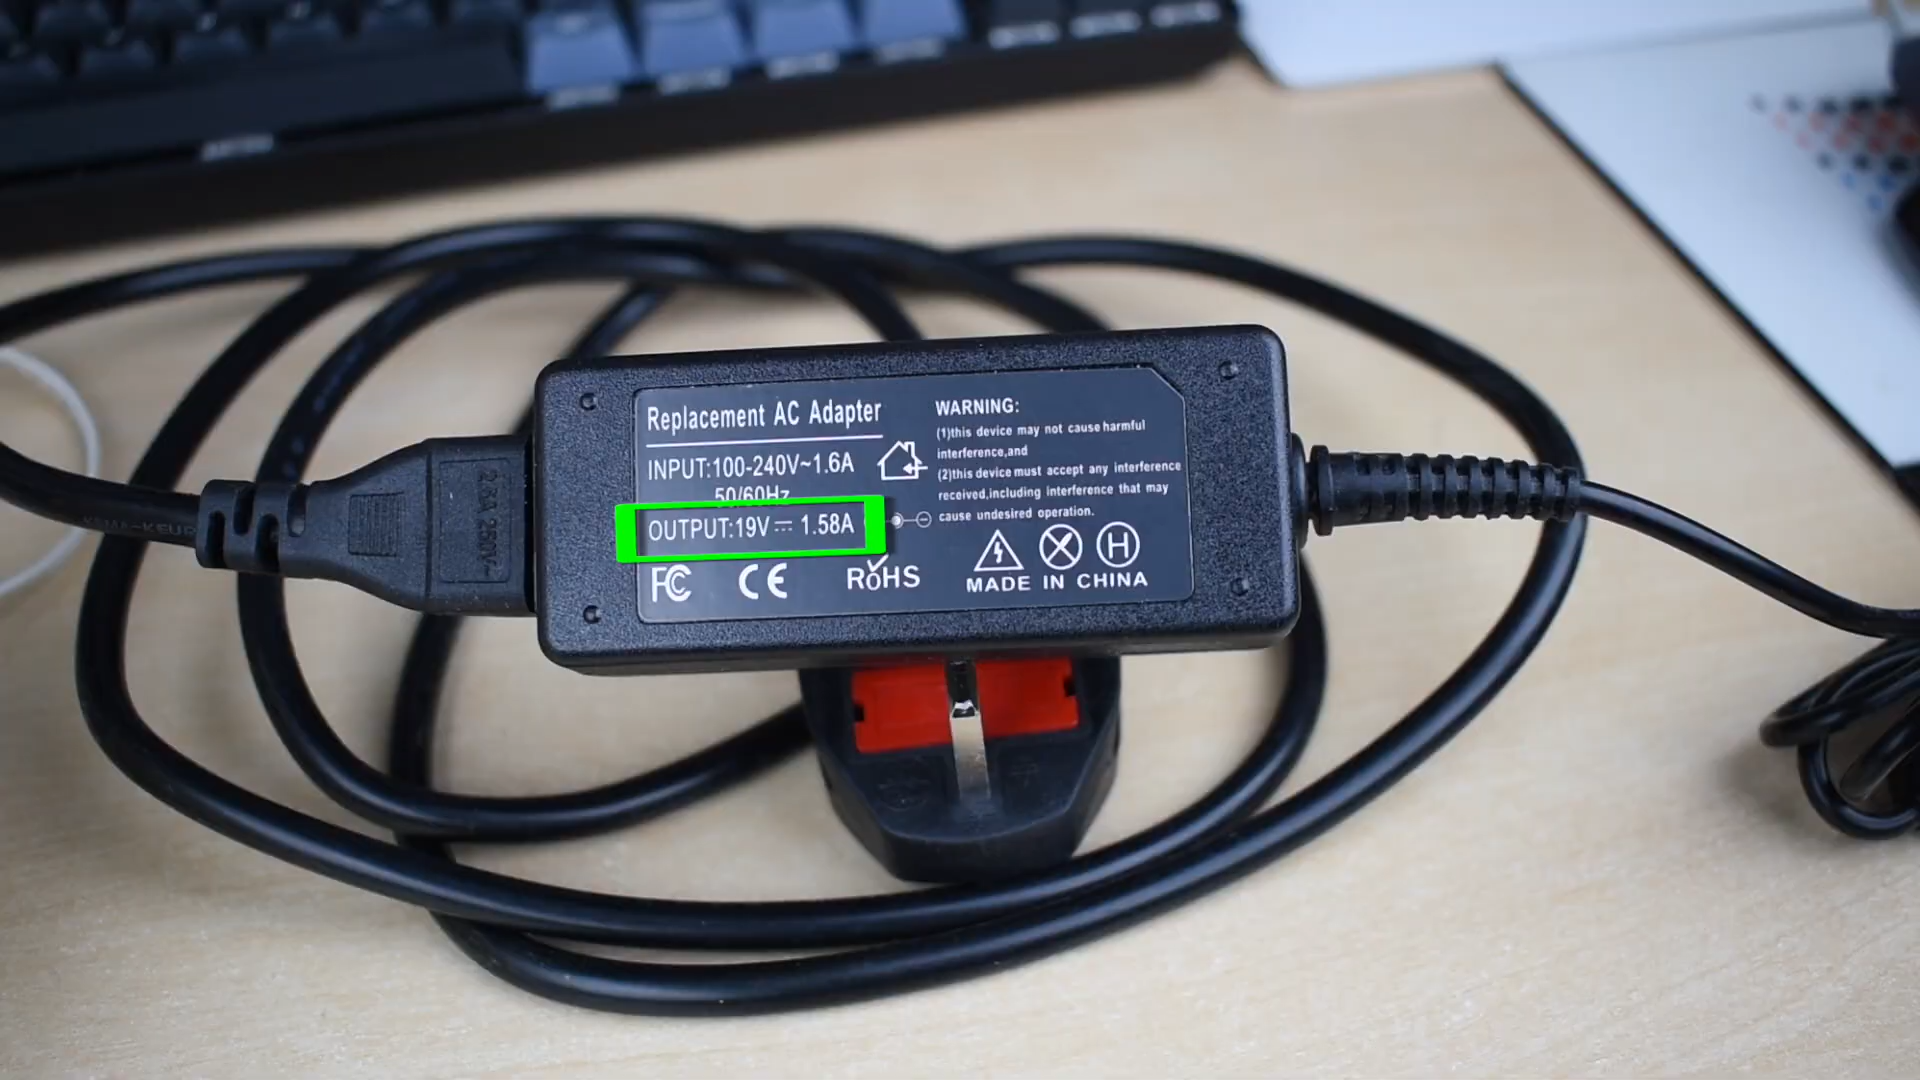 Replacement AC Adapter
INPUT:100-240V~1.6A
50/60Hz
OUTPUT:19V⎓1.58A
FC CE RoHS
WARNING:
(1)this device may not cause harmful
interference,and
(2)this device must accept any interference
received,including interference that may
cause undesired operation.
H
MADE IN CHINA
2.5A 250V~